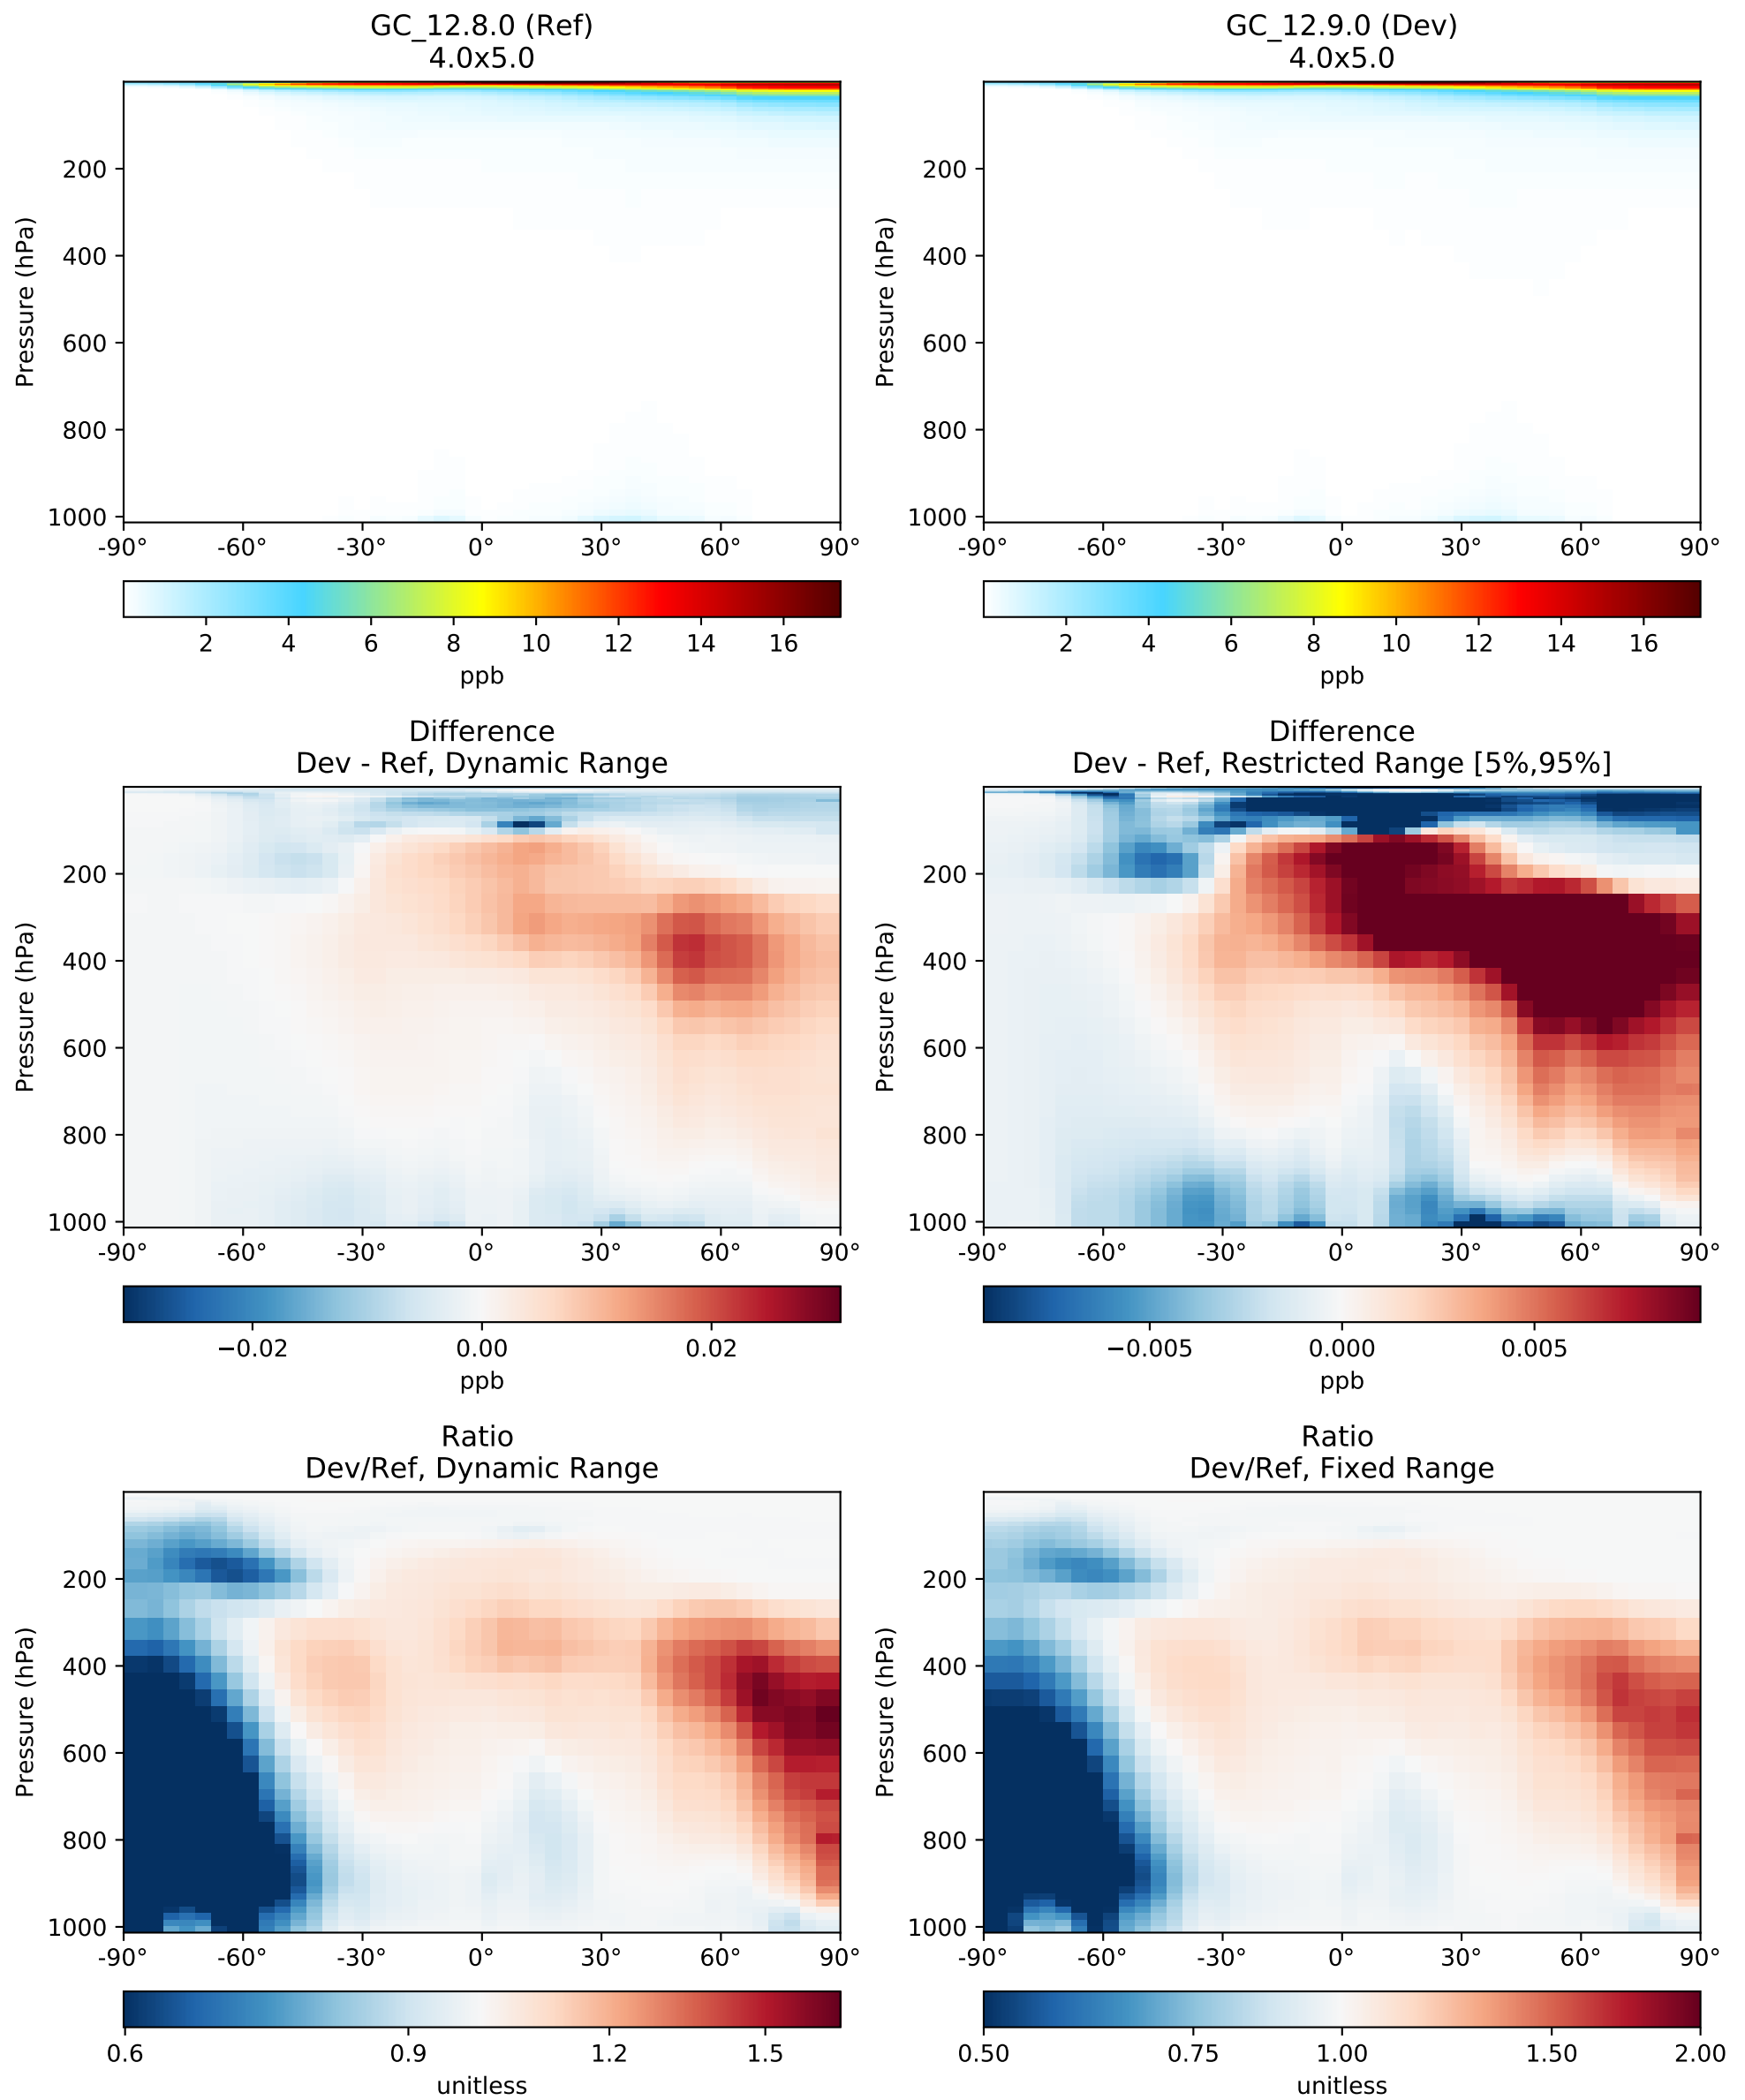 GC_12.8.0 (Ref)
4.0x5.0
GC_12.9.0 (Dev)
4.0x5.0
Pressure (hPa)
200
400
600
800
1000
-90° -60° -30° 0° 30° 60° 90°
2 4 6 8 10 12 14 16
ppb
Pressure (hPa)
200
400
600
800
1000
-90° -60° -30° 0° 30° 60° 90°
2 4 6 8 10 12 14 16
ppb
Difference
Dev - Ref, Dynamic Range
Difference
Dev - Ref, Restricted Range [5%,95%]
Pressure (hPa)
200
400
600
800
1000
-90° -60° -30° 0° 30° 60° 90°
−0.02 0.00 0.02
ppb
Pressure (hPa)
200
400
600
800
1000
-90° -60° -30° 0° 30° 60° 90°
−0.005 0.000 0.005
ppb
Ratio
Dev/Ref, Dynamic Range
Ratio
Dev/Ref, Fixed Range
Pressure (hPa)
200
400
600
800
1000
-90° -60° -30° 0° 30° 60° 90°
0.6 0.9 1.2 1.5
unitless
Pressure (hPa)
200
400
600
800
1000
-90° -60° -30° 0° 30° 60° 90°
0.50 0.75 1.00 1.50 2.00
unitless